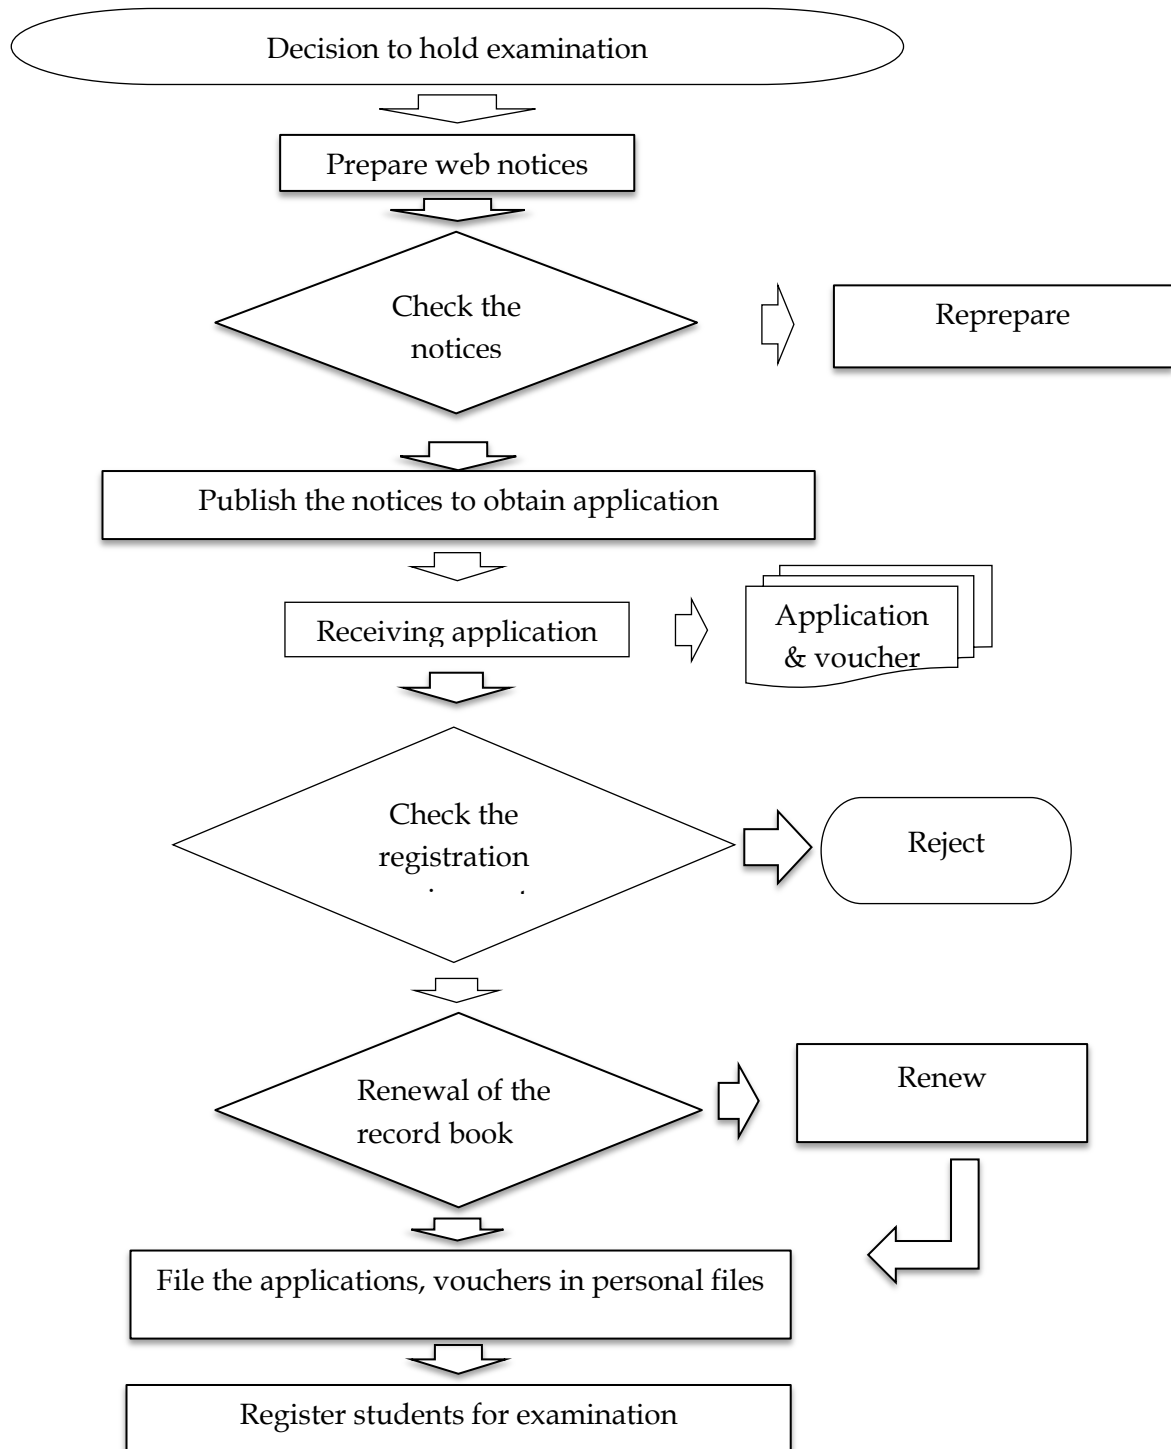 Decision to hold examination
Prepare web notices
Check the
notices
Reprepare
Publish the notices to obtain application
Receiving application
Application
& voucher
Check the
registration
Reject
Renewal of the
record book
Renew
File the applications, vouchers in personal files
Register students for examination